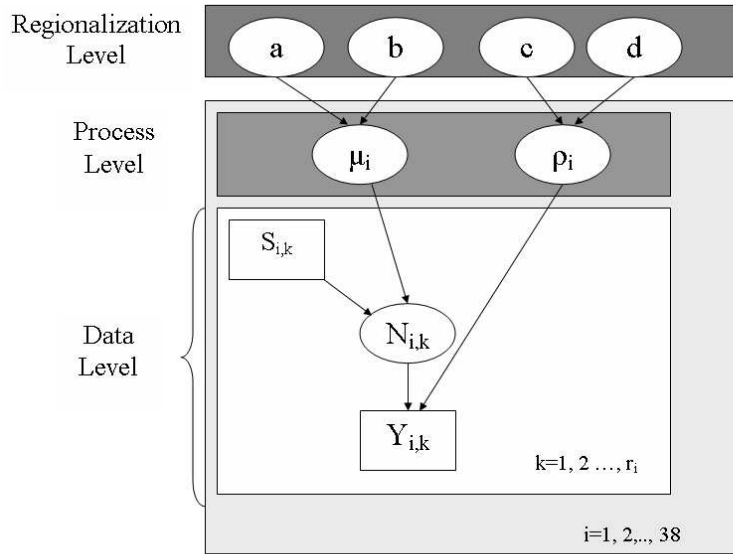 Regionalization
Level
a b c d
Process
Level
μi ρi
Si,k
Data
Level
Ni,k
Yi,k
k=1, 2 ..., ri
i=1, 2,.., 38